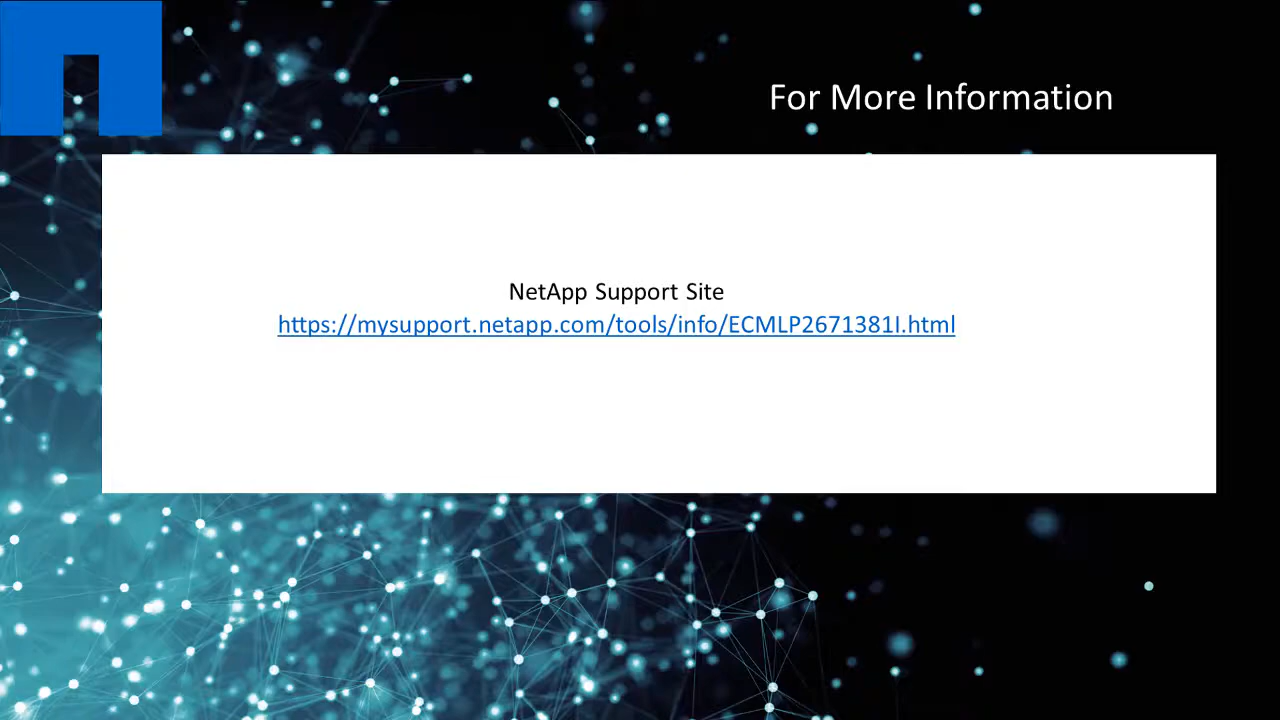 For More Information
NetApp Support Site
https://mysupport.netapp.com/tools/info/ECMLP2671381I.html